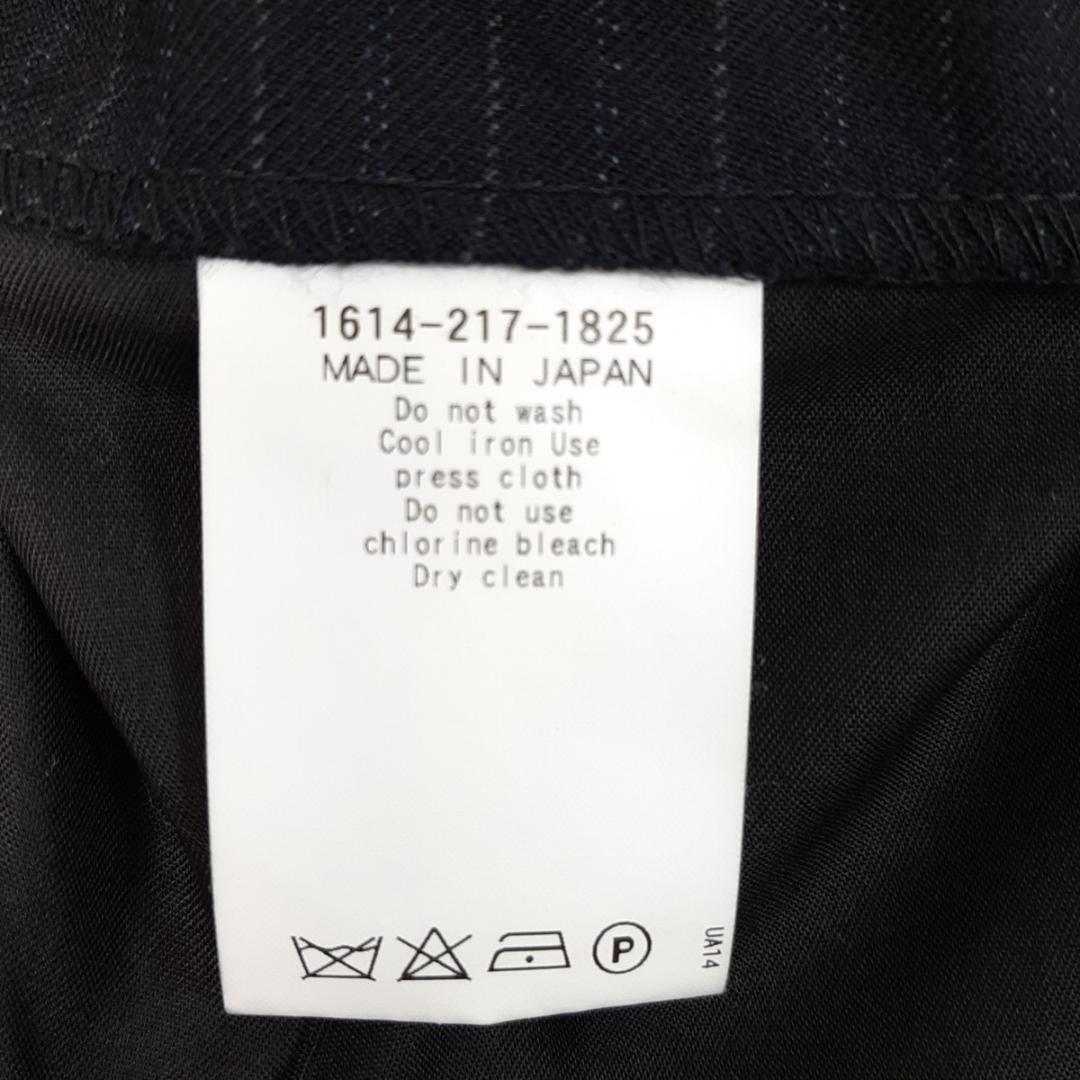 1614-217-1825
MADE IN JAPAN
Do not wash
Cool iron Use
press cloth
Do not use
chlorine bleach
Dry clean
P
UA14